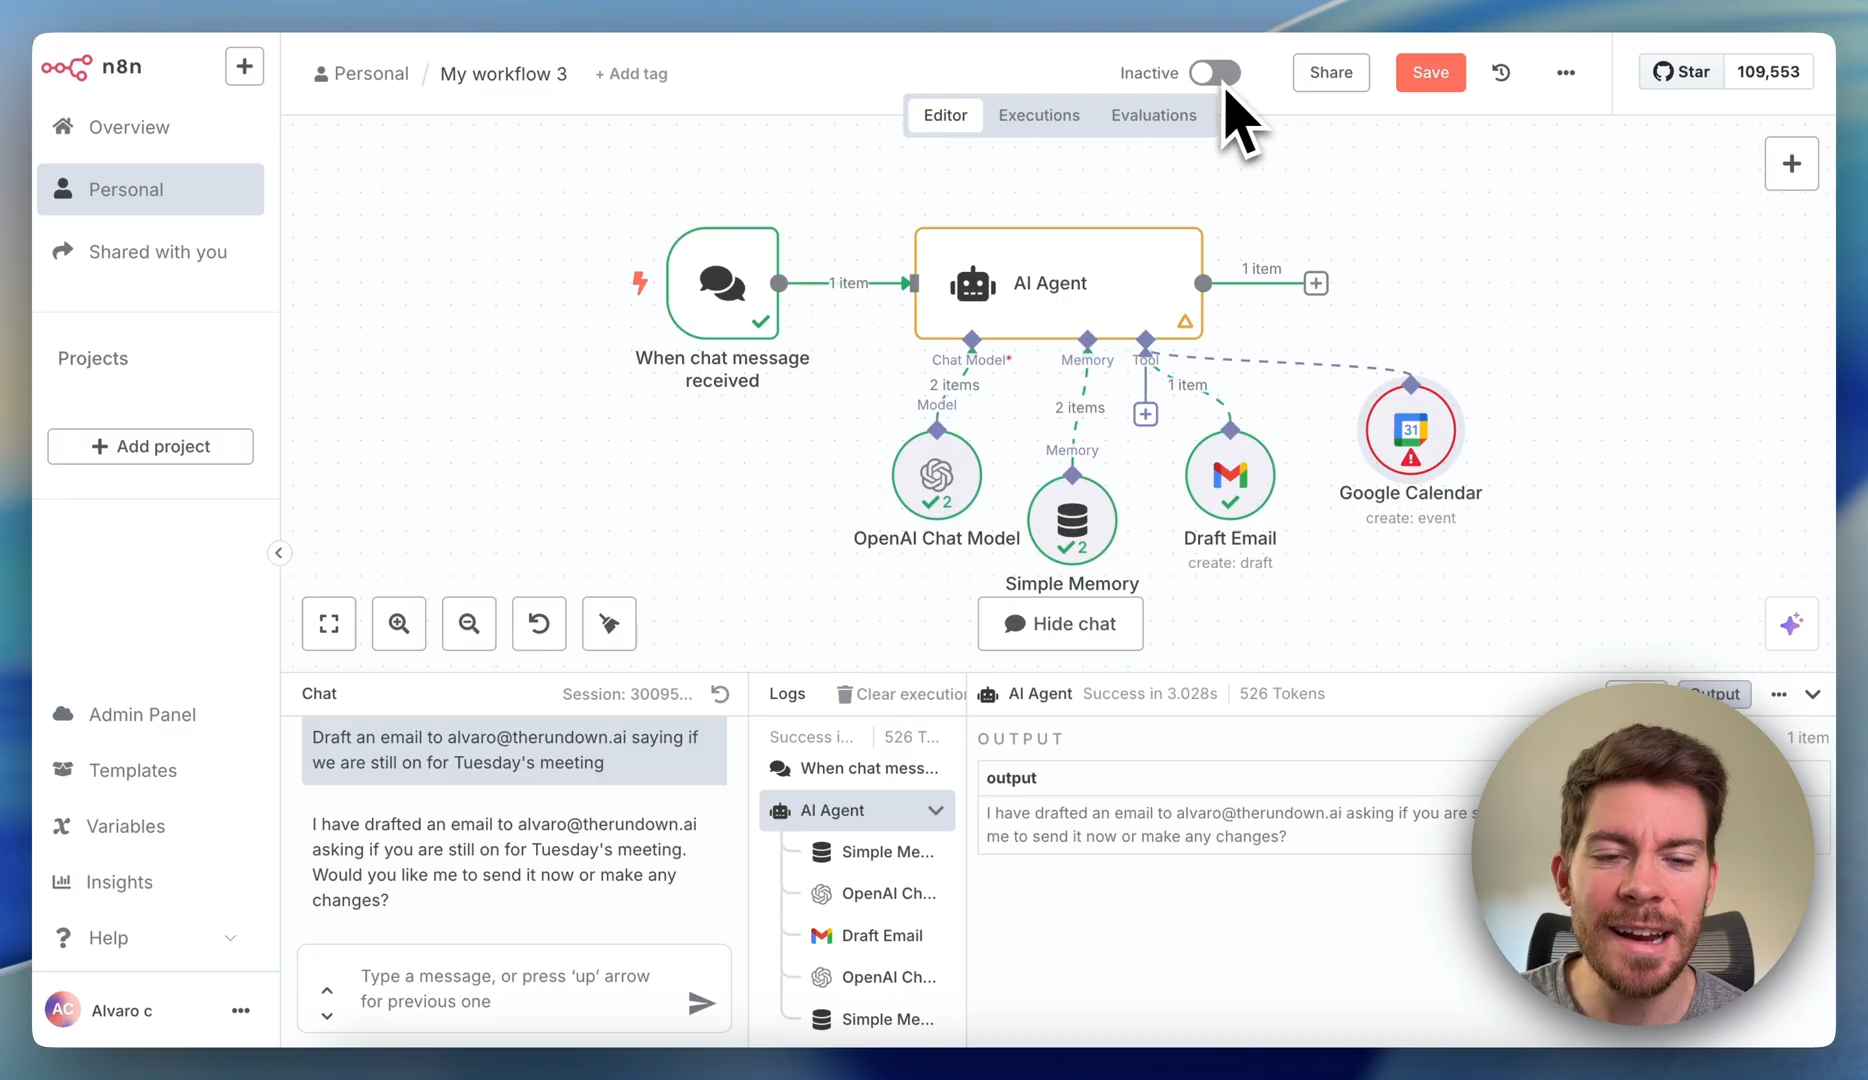 n8n
Overview
Personal
Shared with you
Projects
Add project
Admin Panel
Templates
Variables
Insights
Help
AC
Alvaro c
Personal / My workflow 3 + Add tag
Inactive
Share
Save
Star 109,553
Editor Executions Evaluations
1 item
AI Agent
1 item
When chat message
received
Chat Model*
Memory
Tool
2 items
Model
2 items
Memory
1 item
31
2
OpenAI Chat Model
2
Simple Memory
Draft Email
create: draft
Google Calendar
create: event
Hide chat
Chat
Session: 30095...
Draft an email to alvaro@therundown.ai saying if
we are still on for Tuesday's meeting
I have drafted an email to alvaro@therundown.ai
asking if you are still on for Tuesday's meeting.
Would you like me to send it now or make any
changes?
Type a message, or press ‘up’ arrow
for previous one
Logs
Clear executio
Success i... 526 T...
When chat mess...
AI Agent
Simple Me...
OpenAI Ch...
Draft Email
OpenAI Ch...
Simple Me...
AI Agent Success in 3.028s 526 Tokens
Output
OUTPUT
1 item
output
I have drafted an email to alvaro@therundown.ai asking if you are s
me to send it now or make any changes?